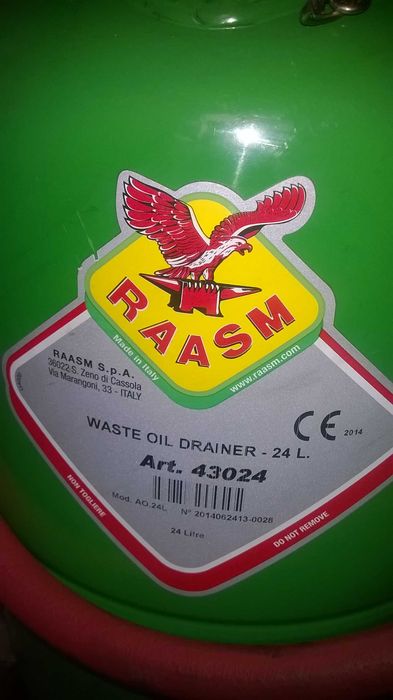 RAASM
Made in Italy
www.raasm.com
RAASM S.p.A.
36022 S. Zeno di Cassola
Via Marangoni, 33 - ITALY
CE 2014
WASTE OIL DRAINER - 24 L.
Art. 43024
Mod. AO.24L N° 2014062413-0028
24 Litre
NON TOGLIERE
DO NOT REMOVE